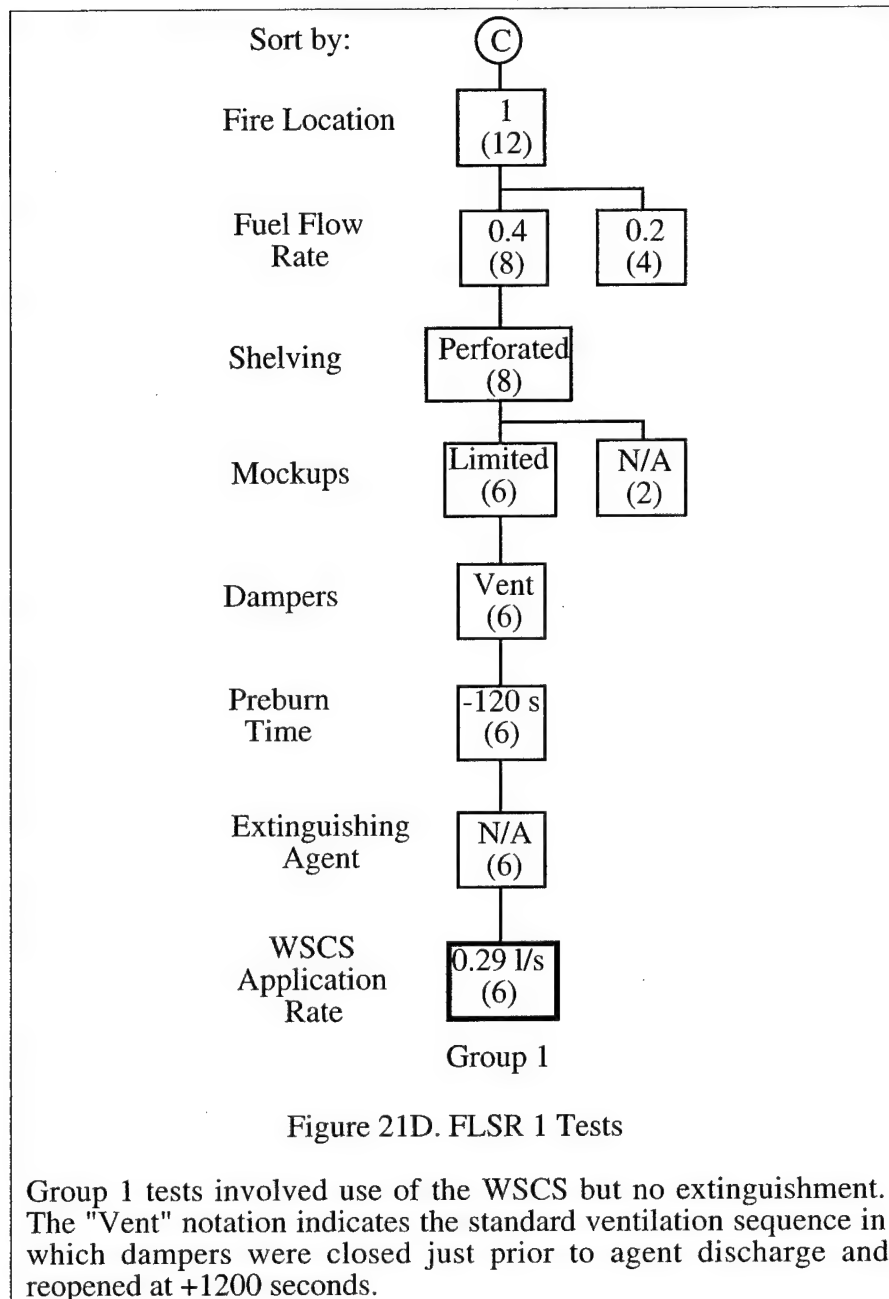 Sort by:
C
Fire Location
1
(12)
Fuel Flow
Rate
0.4
(8)
0.2
(4)
Shelving
Perforated
(8)
Mockups
Limited
(6)
N/A
(2)
Dampers
Vent
(6)
Preburn
Time
-120 s
(6)
Extinguishing
Agent
N/A
(6)
WSCS
Application
Rate
0.29 l/s
(6)
Group 1
Figure 21D. FLSR 1 Tests
Group 1 tests involved use of the WSCS but no extinguishment.
The "Vent" notation indicates the standard ventilation sequence in
which dampers were closed just prior to agent discharge and
reopened at +1200 seconds.